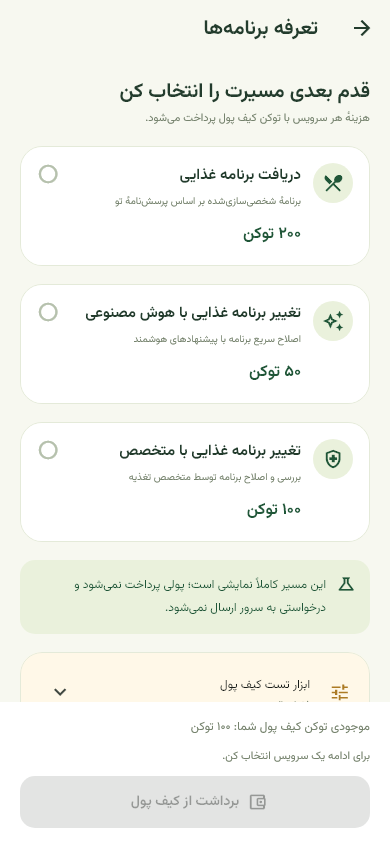 تعرفه برنامه‌ها
قدم بعدی مسیرت را انتخاب کن
هزینهٔ هر سرویس با توکن کیف پول پرداخت می‌شود.
دریافت برنامه غذایی
برنامهٔ شخصی‌سازی‌شده بر اساس پرسش‌نامهٔ تو
۲۰۰ توکن
تغییر برنامه غذایی با هوش مصنوعی
اصلاح سریع برنامه با پیشنهادهای هوشمند
۵۰ توکن
تغییر برنامه غذایی با متخصص
بررسی و اصلاح برنامه توسط متخصص تغذیه
۱۰۰ توکن
این مسیر کاملاً نمایشی است؛ پولی پرداخت نمی‌شود و
درخواستی به سرور ارسال نمی‌شود.
ابزار تست کیف پول
موجودی توکن کیف پول شما: ۱۰۰ توکن
برای ادامه یک سرویس انتخاب کن.
برداشت از کیف پول